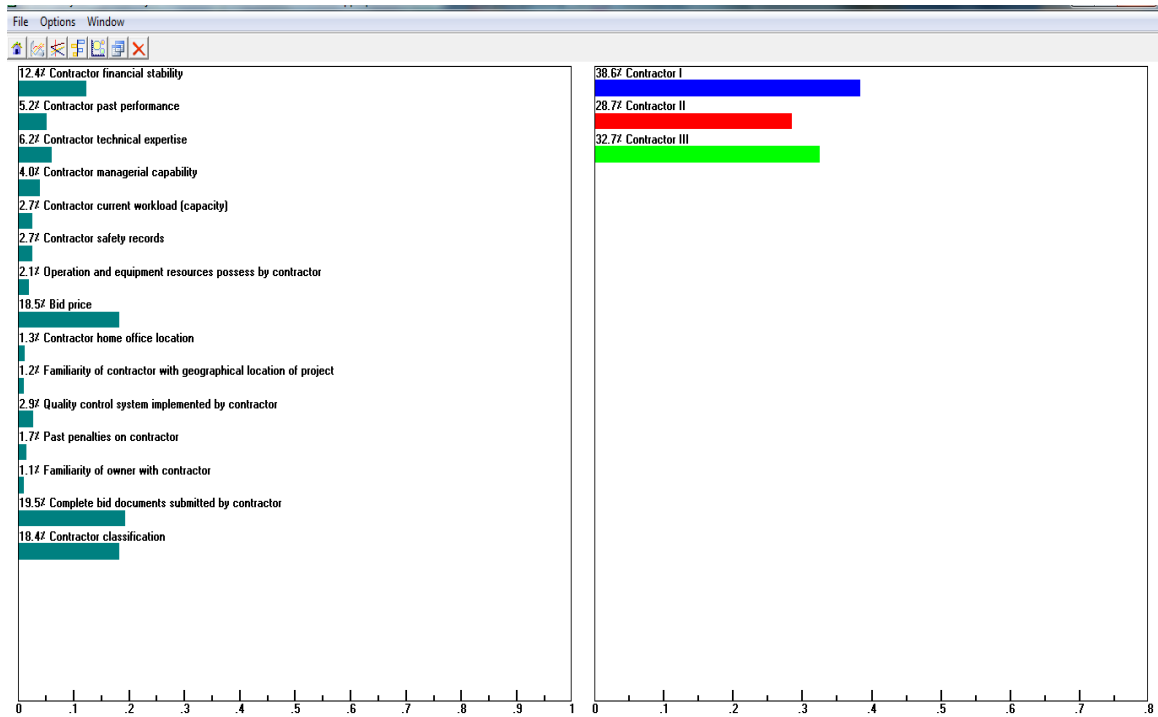 File Options Window
12.4% Contractor financial stability
5.2% Contractor past performance
6.2% Contractor technical expertise
4.0% Contractor managerial capability
2.7% Contractor current workload (capacity)
2.7% Contractor safety records
2.1% Operation and equipment resources possess by contractor
18.5% Bid price
1.3% Contractor home office location
1.2% Familiarity of contractor with geographical location of project
2.9% Quality control system implemented by contractor
1.7% Past penalties on contractor
1.1% Familiarity of owner with contractor
19.5% Complete bid documents submitted by contractor
18.4% Contractor classification
0 .1 .2 .3 .4 .5 .6 .7 .8 .9 1
38.6% Contractor I
28.7% Contractor II
32.7% Contractor III
0 .1 .2 .3 .4 .5 .6 .7 .8